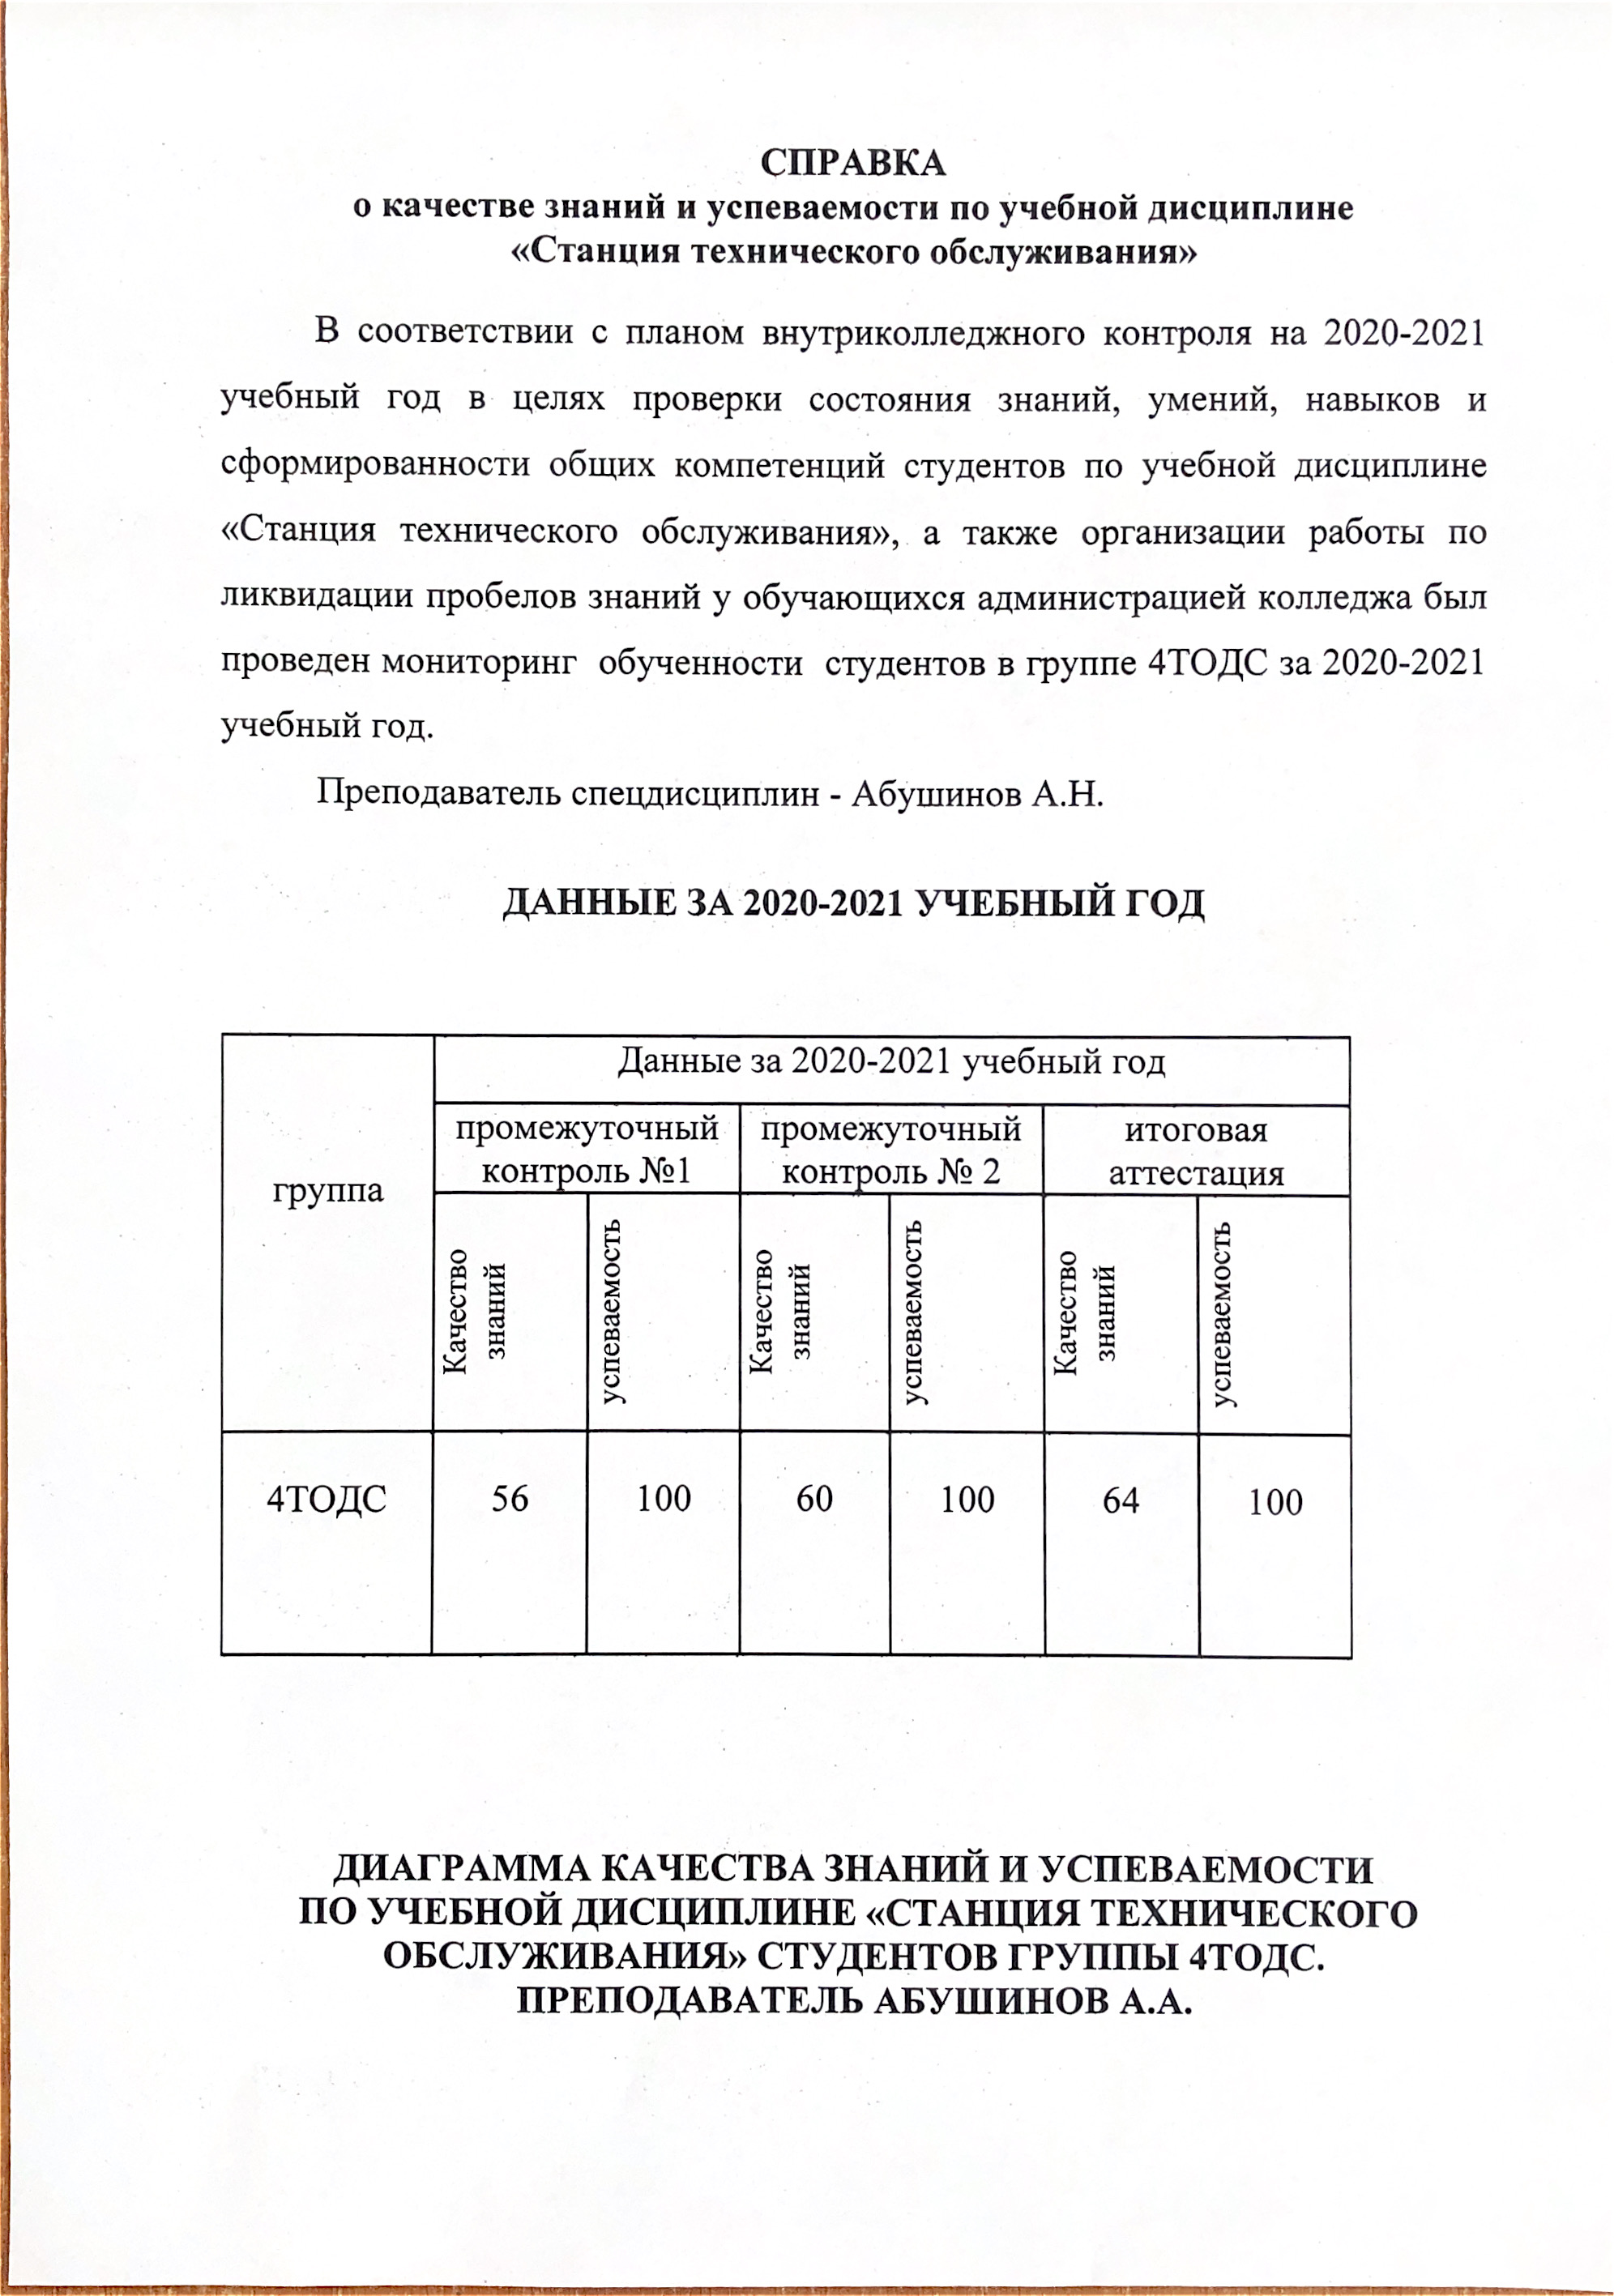 СПРАВКА
о качестве знаний и успеваемости по учебной дисциплине
«Станция технического обслуживания»
В соответствии с планом внутриколледжного контроля на 2020-2021
учебный год в целях проверки состояния знаний, умений, навыков и
сформированности общих компетенций студентов по учебной дисциплине
«Станция технического обслуживания», а также организации работы по
ликвидации пробелов знаний у обучающихся администрацией колледжа был
проведен мониторинг обученности студентов в группе 4ТОДС за 2020-2021
учебный год.
Преподаватель спецдисциплин - Абушинов А.Н.
ДАННЫЕ ЗА 2020-2021 УЧЕБНЫЙ ГОД
группа
Данные за 2020-2021 учебный год
промежуточный
контроль №1
промежуточный
контроль № 2
итоговая
аттестация
Качество
знаний
успеваемость
Качество
знаний
успеваемость
Качество
знаний
успеваемость
4ТОДС 56 100 60 100 64 100
ДИАГРАММА КАЧЕСТВА ЗНАНИЙ И УСПЕВАЕМОСТИ
ПО УЧЕБНОЙ ДИСЦИПЛИНЕ «СТАНЦИЯ ТЕХНИЧЕСКОГО
ОБСЛУЖИВАНИЯ» СТУДЕНТОВ ГРУППЫ 4ТОДС.
ПРЕПОДАВАТЕЛЬ АБУШИНОВ А.А.